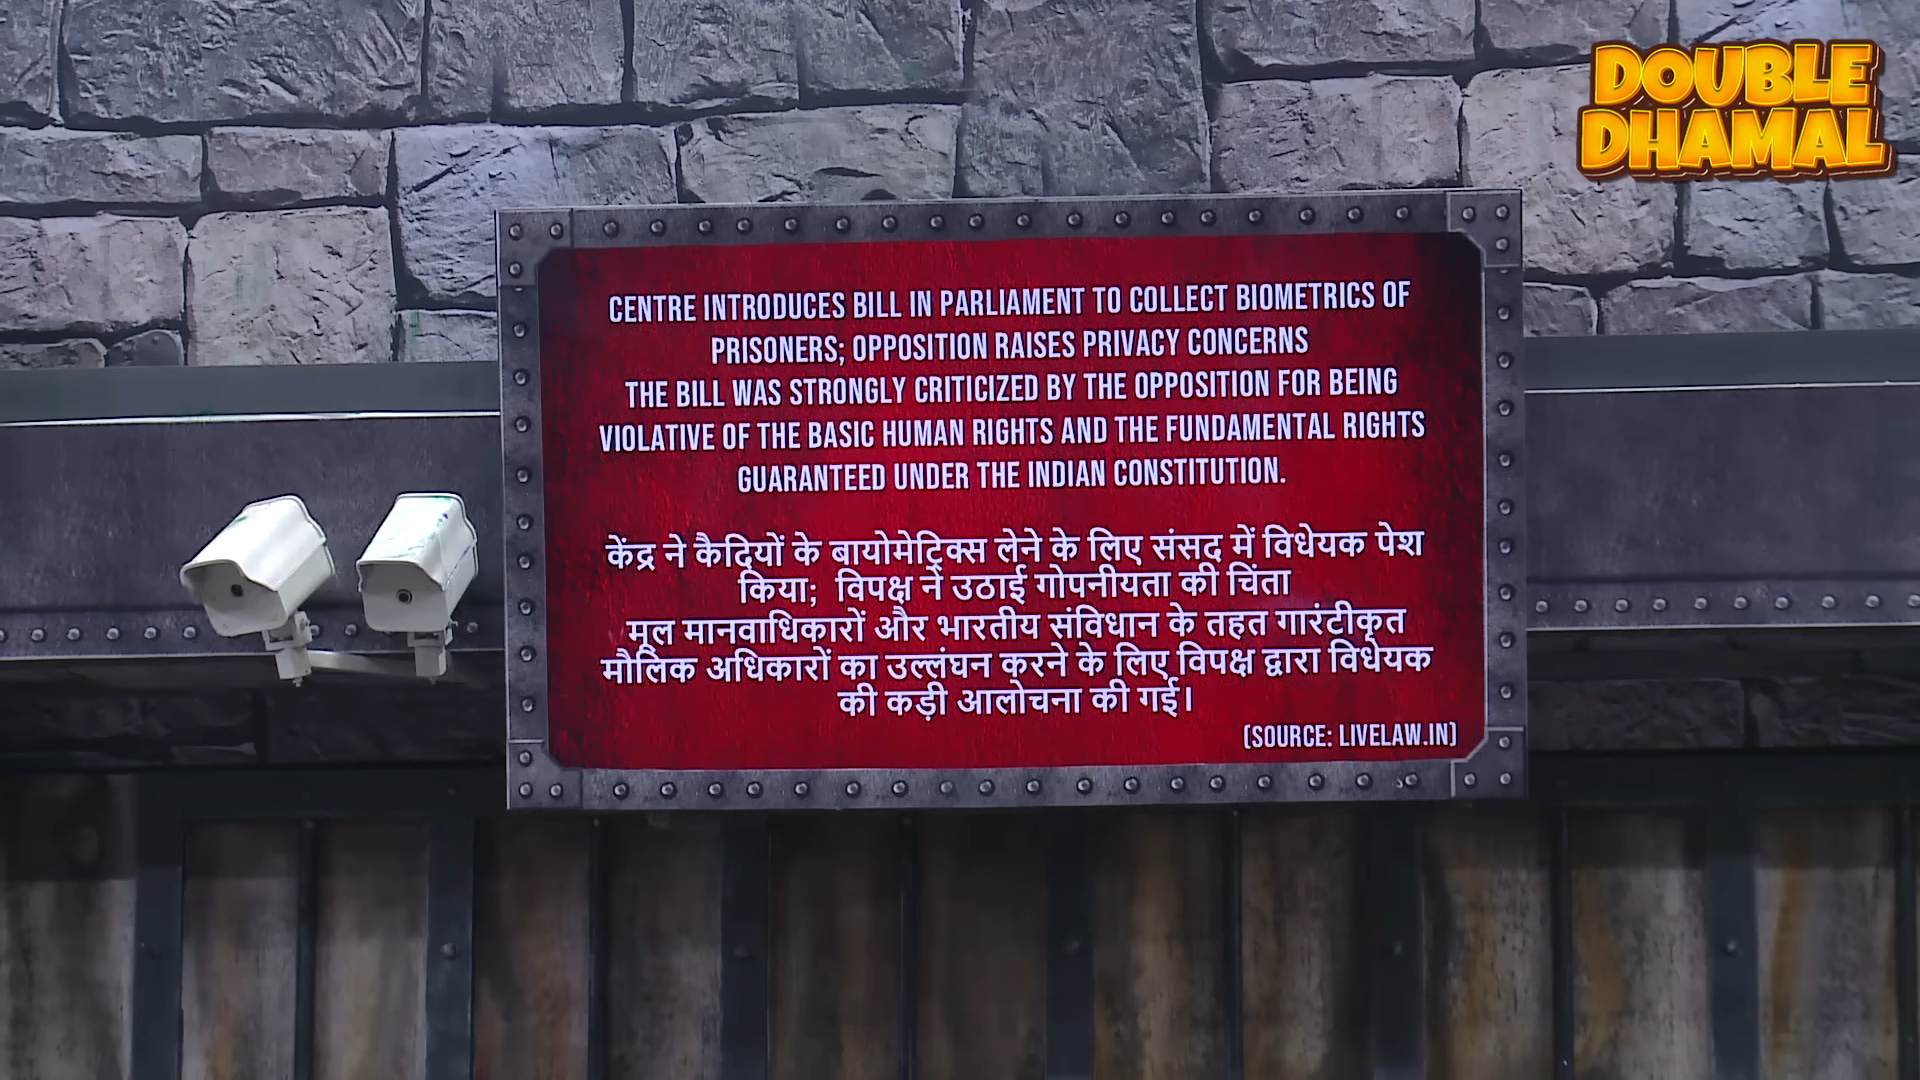 DOUBLE
DHAMAL
CENTRE INTRODUCES BILL IN PARLIAMENT TO COLLECT BIOMETRICS OF
PRISONERS; OPPOSITION RAISES PRIVACY CONCERNS
THE BILL WAS STRONGLY CRITICIZED BY THE OPPOSITION FOR BEING
VIOLATIVE OF THE BASIC HUMAN RIGHTS AND THE FUNDAMENTAL RIGHTS
GUARANTEED UNDER THE INDIAN CONSTITUTION.
केंद्र ने कैदियों के बायोमेट्रिक्स लेने के लिए संसद में विधेयक पेश
किया; विपक्ष ने उठाई गोपनीयता की चिंता
मूल मानवाधिकारों और भारतीय संविधान के तहत गारंटीकृत
मौलिक अधिकारों का उल्लंघन करने के लिए विपक्ष द्वारा विधेयक
की कड़ी आलोचना की गई।
(SOURCE: LIVELAW.IN)